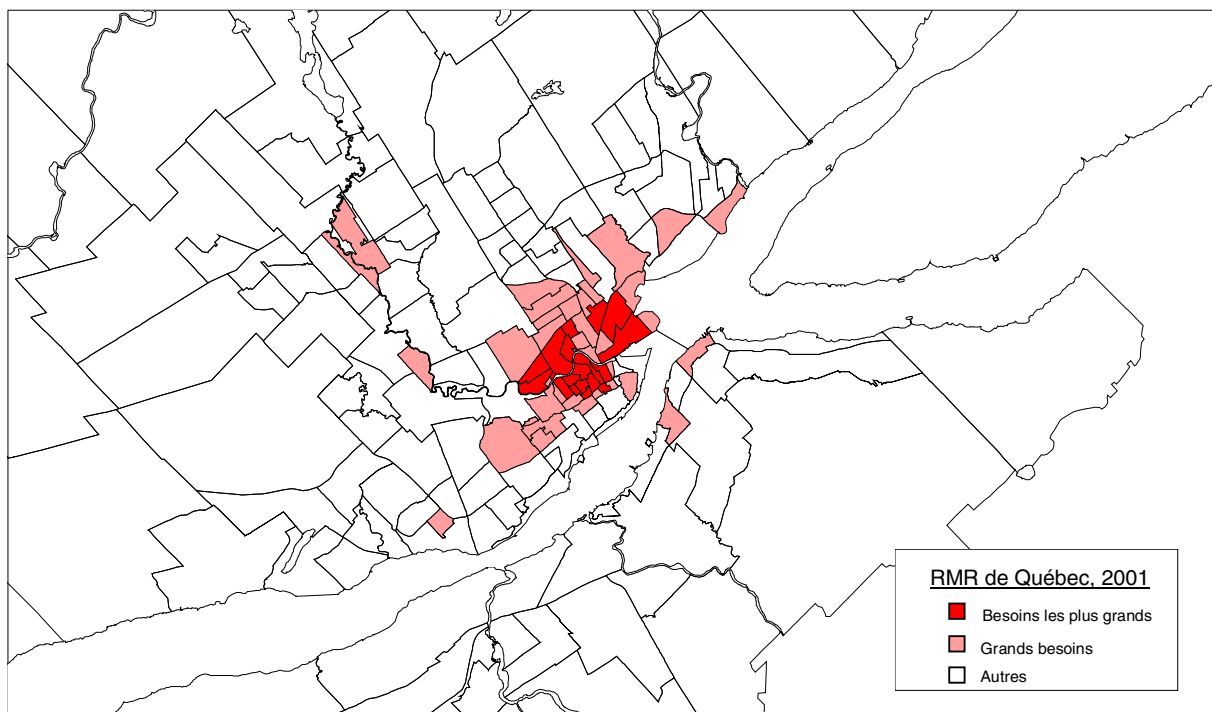 RMR de Québec, 2001
Besoins les plus grands
Grands besoins
Autres